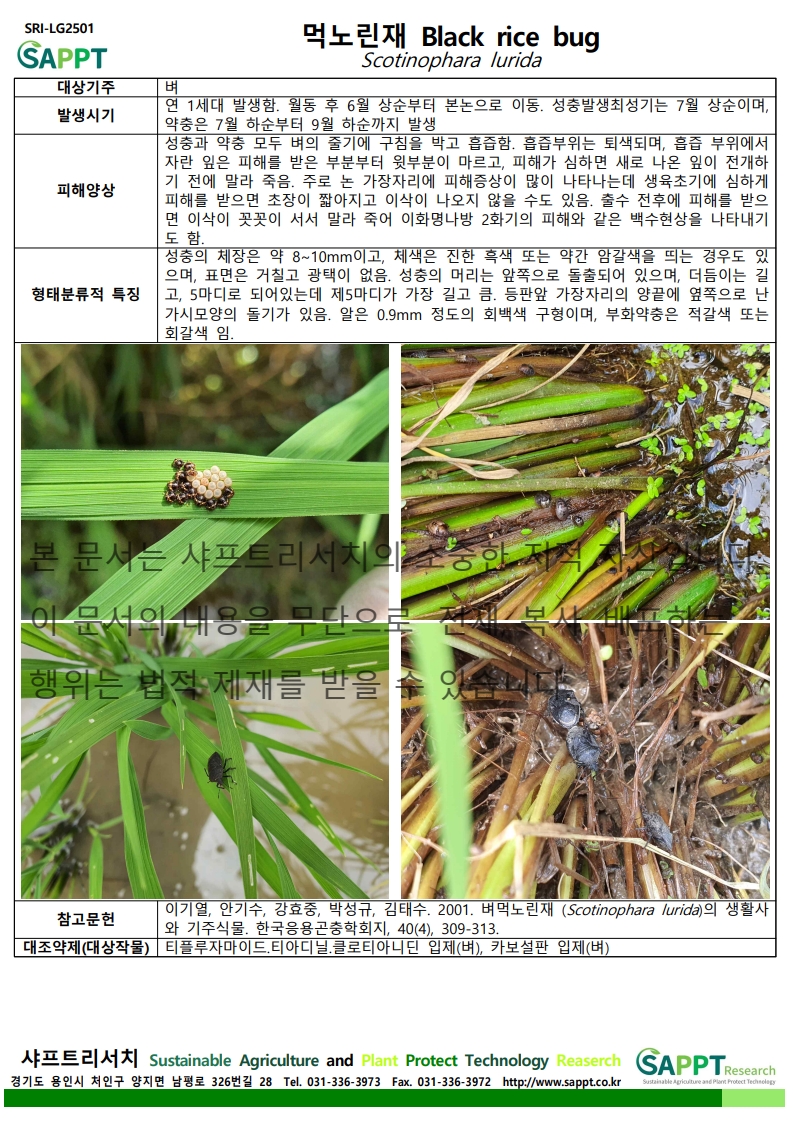 SRI-LG2501
SAPPT
먹노린재 Black rice bug
Scotinophara lurida
대상기주
벼
발생시기
연 1세대 발생함. 월동 후 6월 상순부터 본논으로 이동. 성충발생최성기는 7월 상순이며,
약충은 7월 하순부터 9월 하순까지 발생
피해양상
성충과 약충 모두 벼의 줄기에 구침을 박고 흡즙함. 흡즙부위는 퇴색되며, 흡즙 부위에서
자란 잎은 피해를 받은 부분부터 윗부분이 마르고, 피해가 심하면 새로 나온 잎이 전개하
기 전에 말라 죽음. 주로 논 가장자리에 피해증상이 많이 나타나는데 생육초기에 심하게
피해를 받으면 초장이 짧아지고 이삭이 나오지 않을 수도 있음. 출수 전후에 피해를 받으
면 이삭이 꼿꼿이 서서 말라 죽어 이화명나방 2화기의 피해와 같은 백수현상을 나타내기
도 함.
형태분류적 특징
성충의 체장은 약 8~10mm이고, 체색은 진한 흑색 또는 약간 암갈색을 띄는 경우도 있
으며, 표면은 거칠고 광택이 없음. 성충의 머리는 앞쪽으로 돌출되어 있으며, 더듬이는 길
고, 5마디로 되어있는데 제5마디가 가장 길고 큼. 등판앞 가장자리의 양끝에 옆쪽으로 난
가시모양의 돌기가 있음. 알은 0.9mm 정도의 회백색 구형이며, 부화약충은 적갈색 또는
회갈색 임.
본 문서는 샤프트리서치의 소중한 지적 자산입니다
이 문서의 내용을 무단으로 전재, 복사, 배포하는
행위는 법적 제재를 받을 수 있습니다
참고문헌
이기열, 안기수, 강효중, 박성규, 김태수. 2001. 벼먹노린재 (Scotinophara lurida)의 생활사
와 기주식물. 한국응용곤충학회지, 40(4), 309-313.
대조약제(대상작물)
티플루자마이드.티아디닐.클로티아니딘 입제(벼), 카보설판 입제(벼)
샤프트리서치 Sustainable Agriculture and Plant Protect Technology Reaserch
경기도 용인시 처인구 양지면 남평로 326번길 28 Tel. 031-336-3973 Fax. 031-336-3972 http://www.sappt.co.kr
SAPPT Research
Sustainable Agriculture and Plant Protect Technology